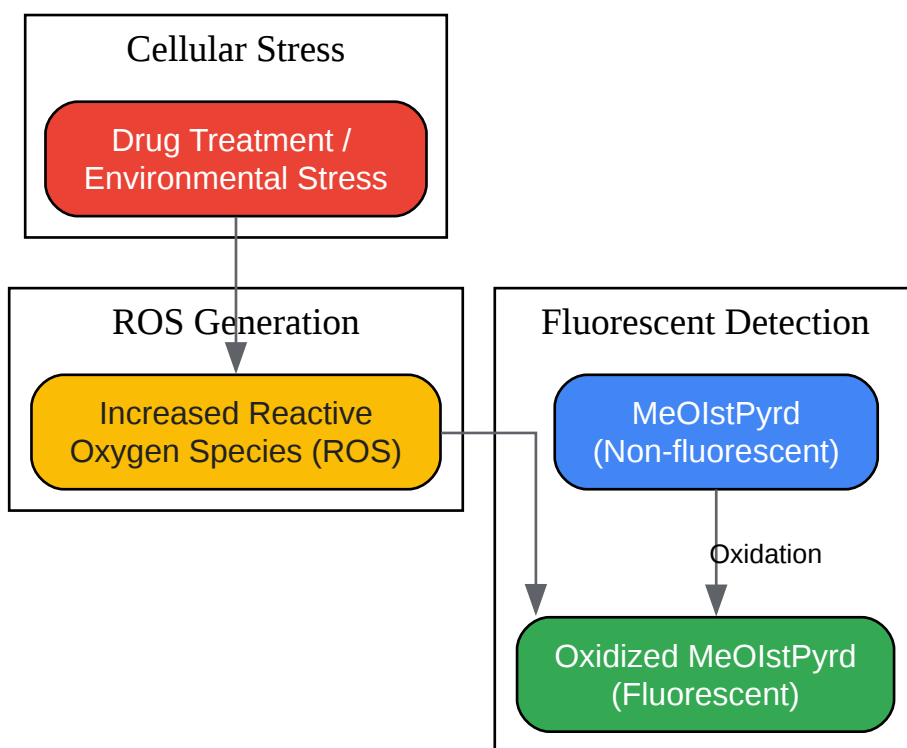 Cellular Stress
Drug Treatment /
Environmental Stress
ROS Generation
Increased Reactive
Oxygen Species (ROS)
Fluorescent Detection
MeOIstPyrd
(Non-fluorescent)
Oxidation
Oxidized MeOIstPyrd
(Fluorescent)